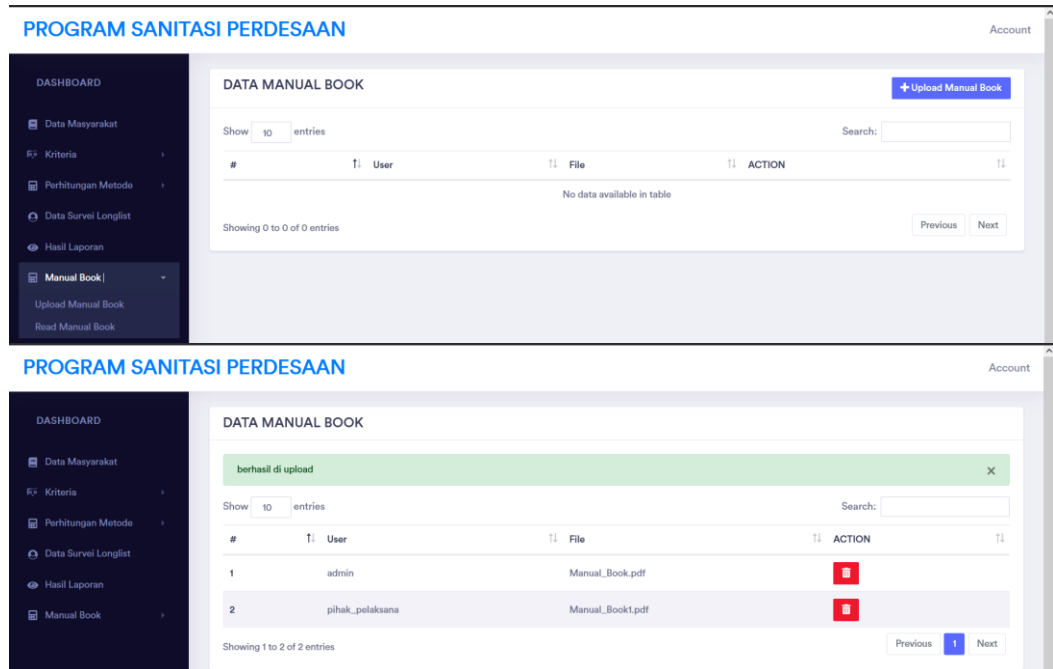 PROGRAM SANITASI PERDESAAN
Account
DASHBOARD
Data Masyarakat
Kriteria
Perhitungan Metode
Data Survei Longlist
Hasil Laporan
Manual Book
Upload Manual Book
Read Manual Book
DATA MANUAL BOOK
+ Upload Manual Book
Show 10 entries
Search:
# User File ACTION
No data available in table
Showing 0 to 0 of 0 entries
Previous Next
PROGRAM SANITASI PERDESAAN
Account
DASHBOARD
Data Masyarakat
Kriteria
Perhitungan Metode
Data Survei Longlist
Hasil Laporan
Manual Book
DATA MANUAL BOOK
berhasil di upload ×
Show 10 entries
Search:
# User File ACTION
1 admin Manual_Book.pdf
2 pihak_pelaksana Manual_Book1.pdf
Showing 1 to 2 of 2 entries
Previous 1 Next